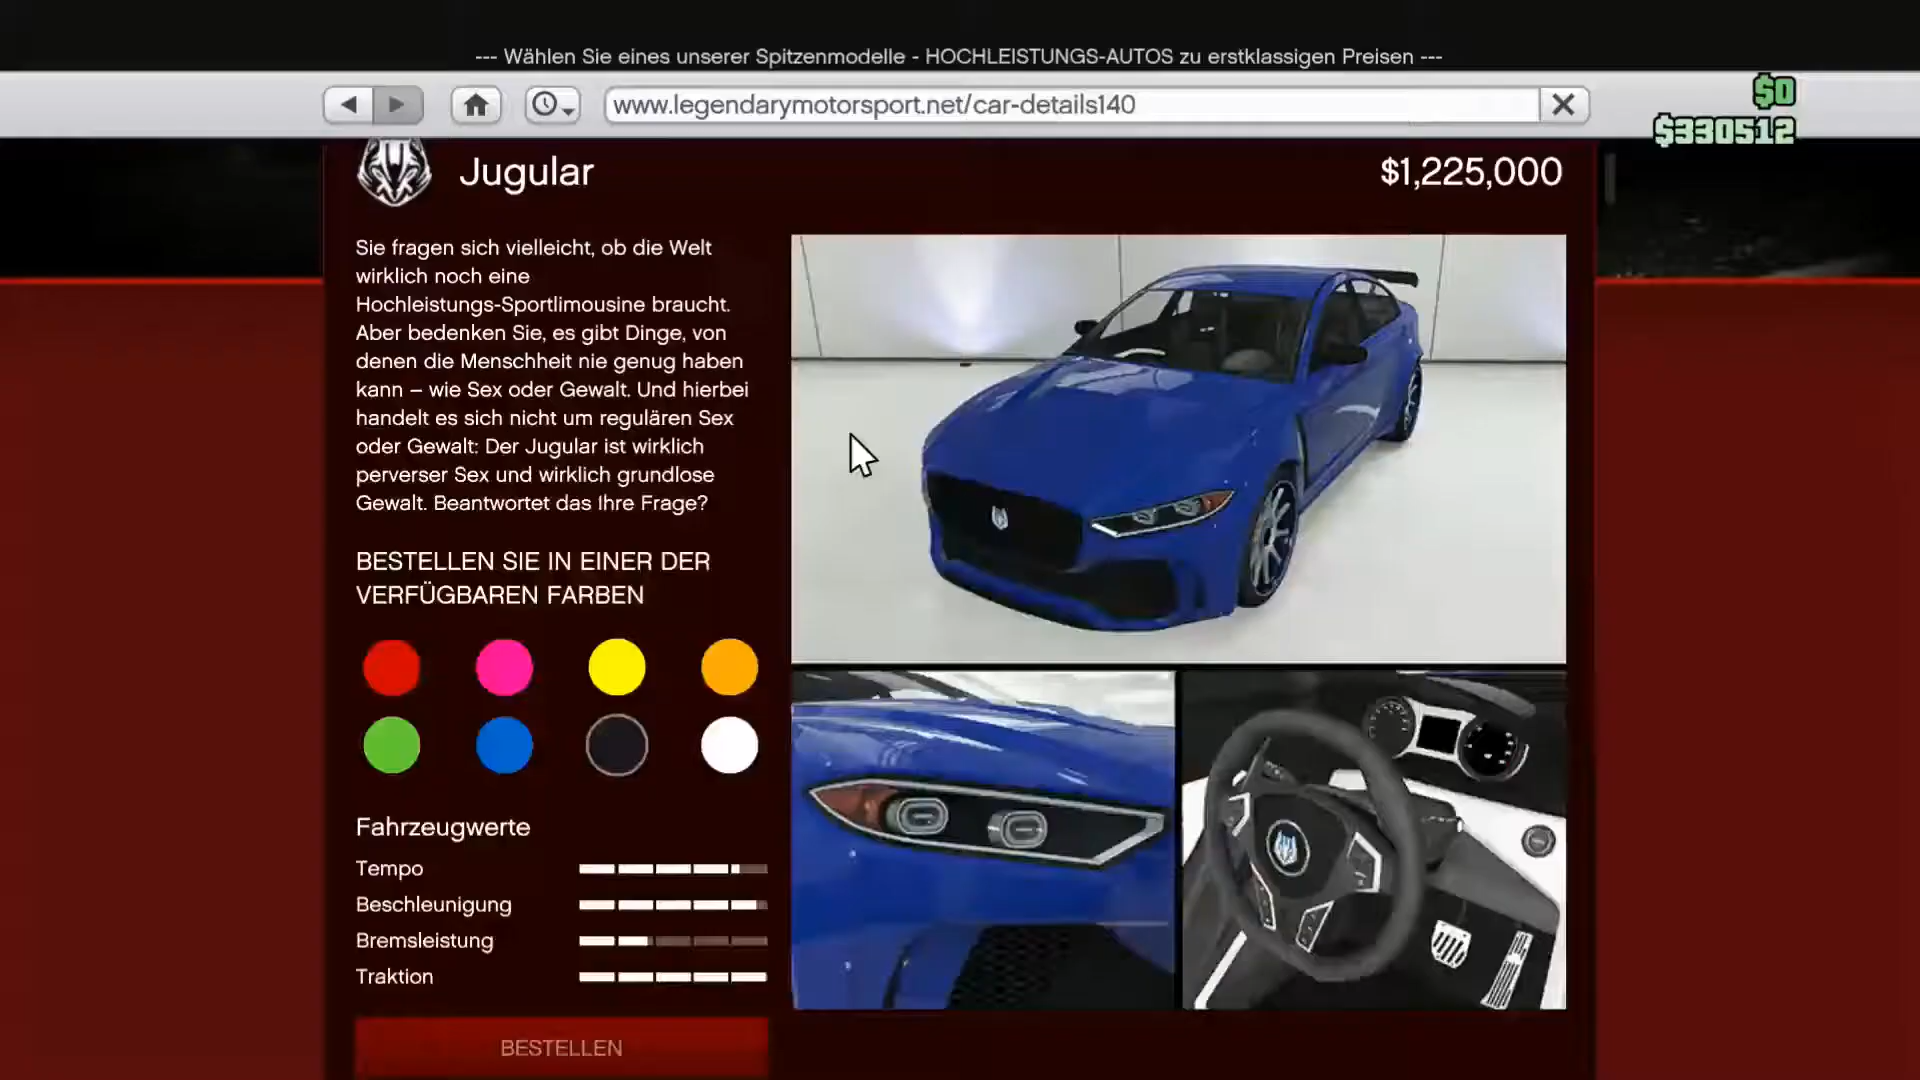 --- Wählen Sie eines unserer Spitzenmodelle - HOCHLEISTUNGS-AUTOS zu erstklassigen Preisen ---
www.legendarymotorsport.net/car-details140
$0
$330512
Jugular
$1,225,000
Sie fragen sich vielleicht, ob die Welt
wirklich noch eine
Hochleistungs-Sportlimousine braucht.
Aber bedenken Sie, es gibt Dinge, von
denen die Menschheit nie genug haben
kann – wie Sex oder Gewalt. Und hierbei
handelt es sich nicht um regulären Sex
oder Gewalt: Der Jugular ist wirklich
perverser Sex und wirklich grundlose
Gewalt. Beantwortet das Ihre Frage?
BESTELLEN SIE IN EINER DER
VERFÜGBAREN FARBEN
Fahrzeugwerte
Tempo
Beschleunigung
Bremsleistung
Traktion
BESTELLEN